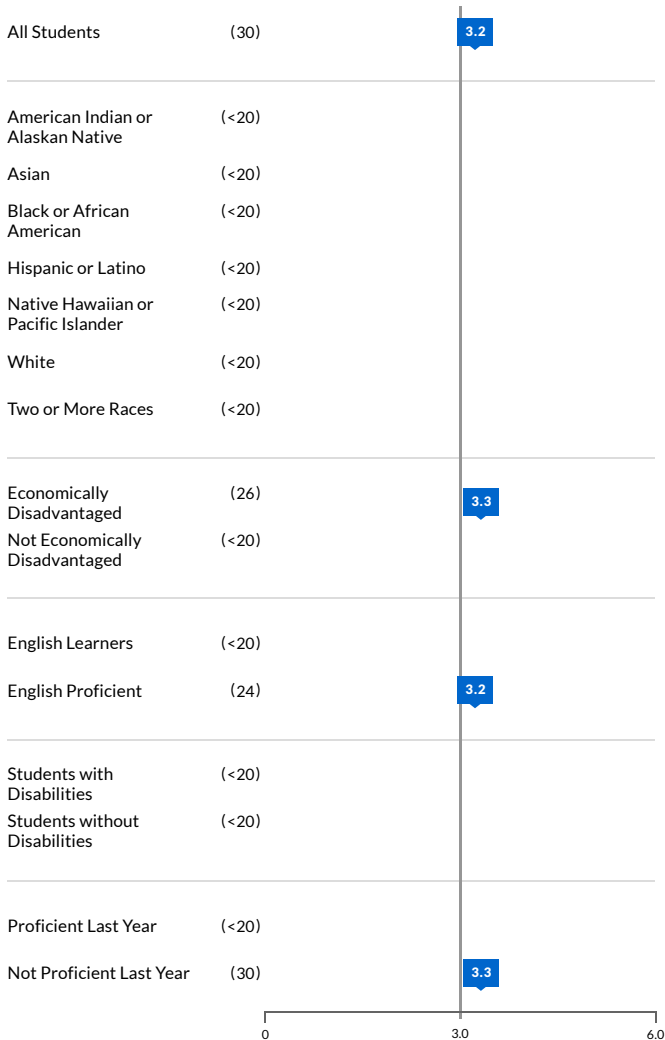 All Students (30) 3.2
American Indian or (<20)
Alaskan Native
Asian (<20)
Black or African (<20)
American
Hispanic or Latino (<20)
Native Hawaiian or (<20)
Pacific Islander
White (<20)
Two or More Races (<20)
Economically (26) 3.3
Disadvantaged
Not Economically (<20)
Disadvantaged
English Learners (<20)
English Proficient (24) 3.2
Students with (<20)
Disabilities
Students without (<20)
Disabilities
Proficient Last Year (<20)
Not Proficient Last Year (30) 3.3
0 3.0 6.0